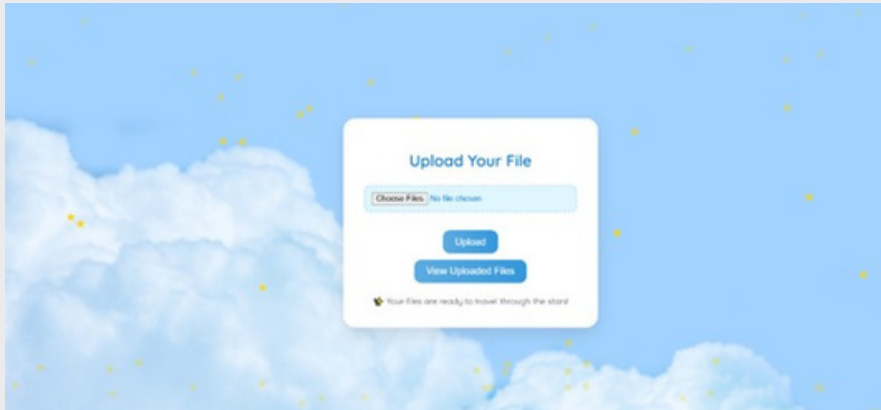 Upload Your File
Choose Files No file chosen
Upload
View Uploaded Files
Your files are ready to travel through the stars!